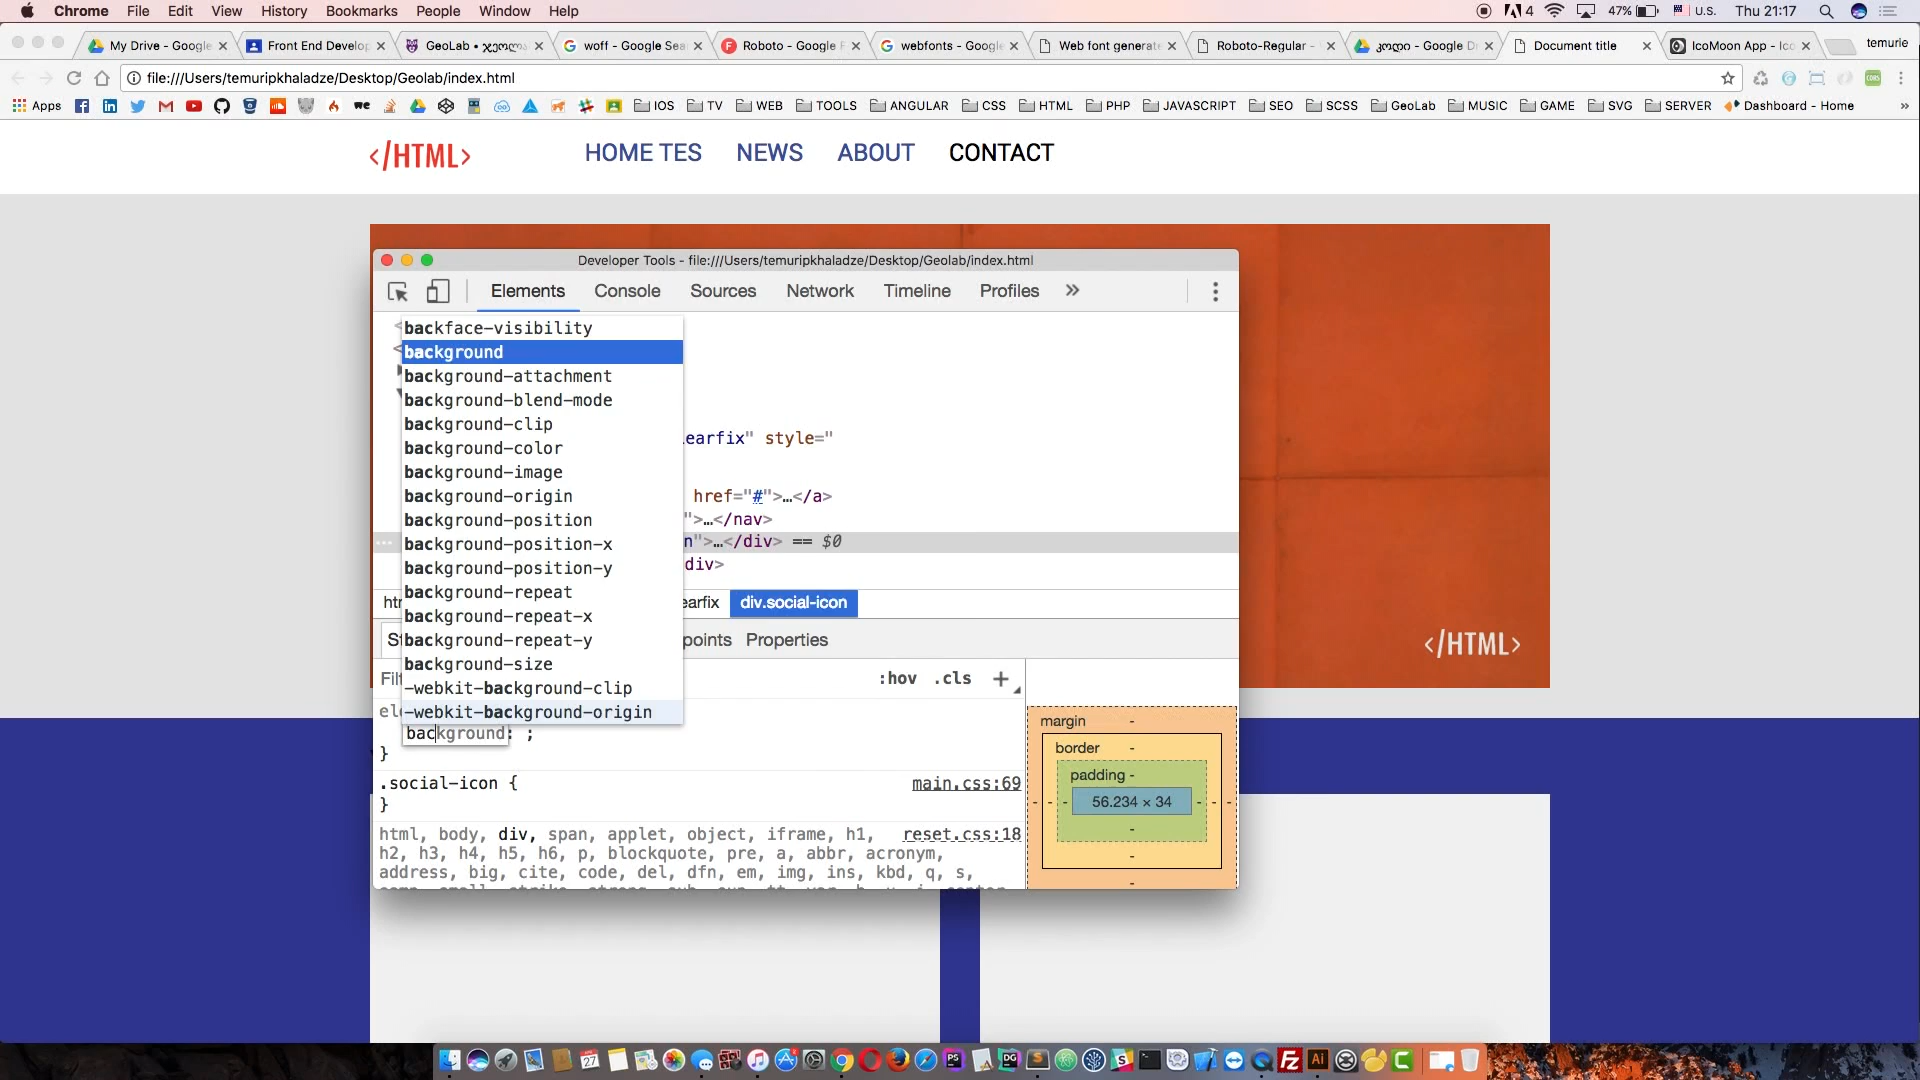 Chrome File Edit View History Bookmarks People Window Help 4 47% U.S. Thu 21:17
My Drive - Google Front End Develop GeoLab • woff - Google Sea Roboto - Google F webfonts - Google Web font generat Roboto-Regular - კოდი - Google D Document title IcoMoon App - Ico temurie
file:///Users/temuripkhaladze/Desktop/Geolab/index.html
Apps IOS TV WEB TOOLS ANGULAR CSS HTML PHP JAVASCRIPT SEO SCSS GeoLab MUSIC GAME SVG SERVER Dashboard - Home »
</HTML> HOME TES NEWS ABOUT CONTACT
Developer Tools - file:///Users/temuripkhaladze/Desktop/Geolab/index.html
Elements Console Sources Network Timeline Profiles »
backface-visibility
background
background-attachment
background-blend-mode
background-clip
background-color
background-image
background-origin
background-position
background-position-x
background-position-y
background-repeat
background-repeat-x
background-repeat-y
background-size
-webkit-background-clip
-webkit-background-origin
earfix" style="
href="#">…</a>
">…</nav>
n">…</div> == $0
div>
earfix div.social-icon
points Properties
:hov .cls +
background: ;
}
.social-icon { main.css:69
}
html, body, div, span, applet, object, iframe, h1, reset.css:18
h2, h3, h4, h5, h6, p, blockquote, pre, a, abbr, acronym,
address, big, cite, code, del, dfn, em, img, ins, kbd, q, s,
margin -
border -
padding -
- - - 56.234 × 34 - - -
-
-
-
</HTML>